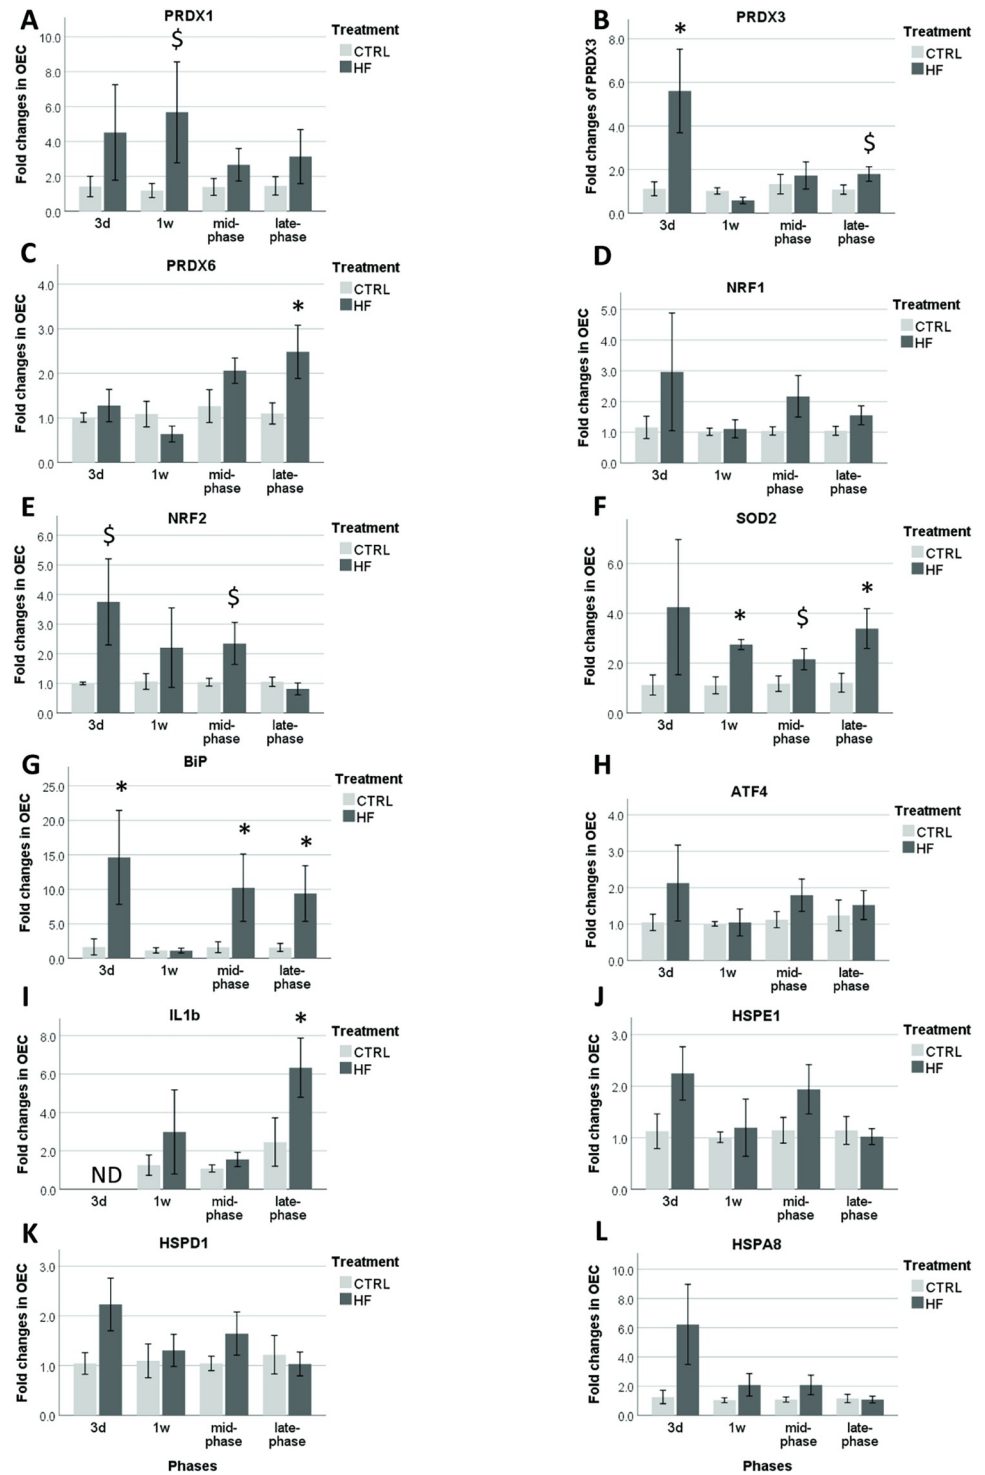 A
PRDX1
Fold changes in OEC
10.0
8.0
6.0
4.0
2.0
0.0
$
3d
1w
mid-
phase
late-
phase
Treatment
CTRL
HF
B
PRDX3
Fold changes of PRDX3
8.0
6.0
4.0
2.0
0.0
*
$
3d
1w
mid-
phase
late-
phase
Treatment
CTRL
HF
C
PRDX6
Fold changes in OEC
4.0
3.0
2.0
1.0
0.0
*
3d
1w
mid-
phase
late-
phase
Treatment
CTRL
HF
D
NRF1
Fold changes in OEC
5.0
4.0
3.0
2.0
1.0
0.0
3d
1w
mid-
phase
late-
phase
Treatment
CTRL
HF
E
NRF2
Fold changes in OEC
6.0
5.0
4.0
3.0
2.0
1.0
0.0
$
$
3d
1w
mid-
phase
late-
phase
Treatment
CTRL
HF
F
SOD2
Fold changes in OEC
6.0
4.0
2.0
0.0
*
$
*
3d
1w
mid-
phase
late-
phase
Treatment
CTRL
HF
G
BiP
Fold changes in OEC
25.0
20.0
15.0
10.0
5.0
0.0
*
*
*
3d
1w
mid-
phase
late-
phase
Treatment
CTRL
HF
H
ATF4
Fold changes in OEC
4.0
3.0
2.0
1.0
0.0
3d
1w
mid-
phase
late-
phase
Treatment
CTRL
HF
I
IL1b
Fold changes in OEC
8.0
6.0
4.0
2.0
0.0
ND
*
3d
1w
mid-
phase
late-
phase
Treatment
CTRL
HF
J
HSPE1
Fold changes in OEC
3.0
2.0
1.0
0.0
3d
1w
mid-
phase
late-
phase
Treatment
CTRL
HF
K
HSPD1
Fold changes in OEC
3.0
2.0
1.0
0.0
3d
1w
mid-
phase
late-
phase
Phases
Treatment
CTRL
HF
L
HSPA8
Fold changes in OEC
10.0
8.0
6.0
4.0
2.0
0.0
3d
1w
mid-
phase
late-
phase
Phases
Treatment
CTRL
HF